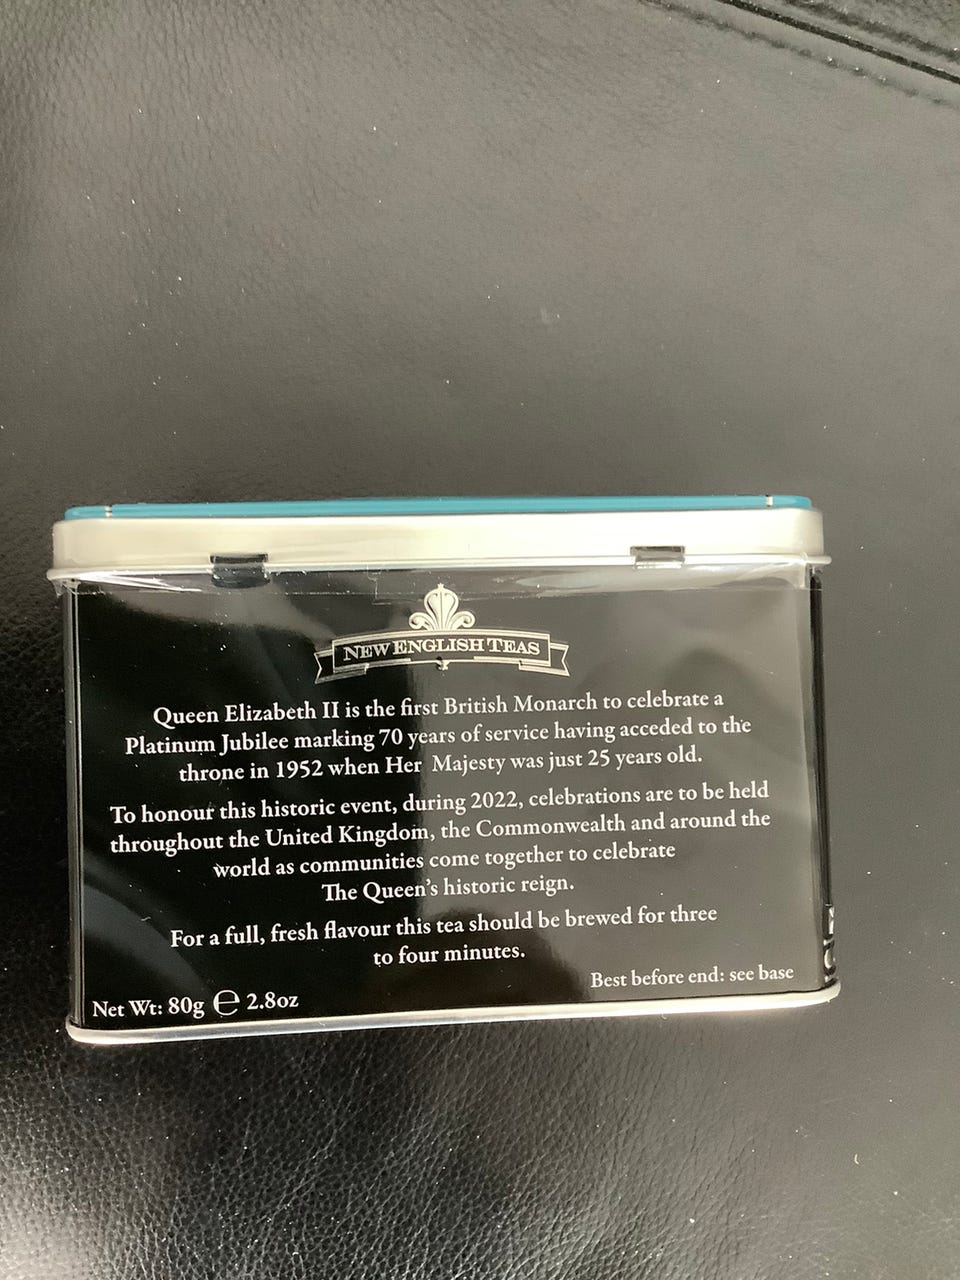 NEW ENGLISH TEAS
Queen Elizabeth II is the first British Monarch to celebrate a
Platinum Jubilee marking 70 years of service having acceded to the
throne in 1952 when Her Majesty was just 25 years old.
To honour this historic event, during 2022, celebrations are to be held
throughout the United Kingdom, the Commonwealth and around the
world as communities come together to celebrate
The Queen's historic reign.
For a full, fresh flavour this tea should be brewed for three
to four minutes.
Best before end: see base
Net Wt: 80g ℮ 2.8oz